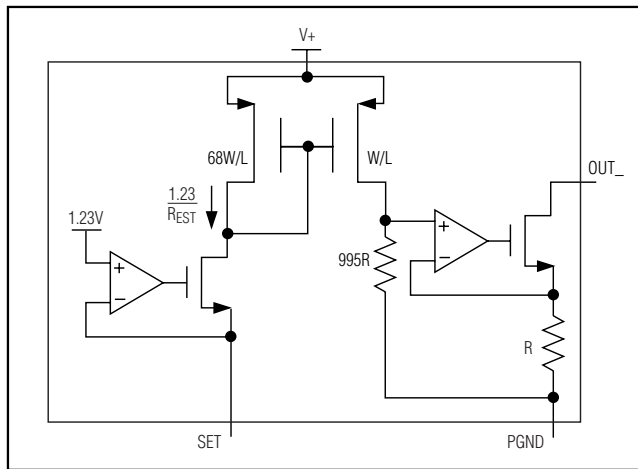 V+
68W/L
W/L
OUT_
1.23
R_EST
1.23V
+
−
+
−
995R
R
SET
PGND